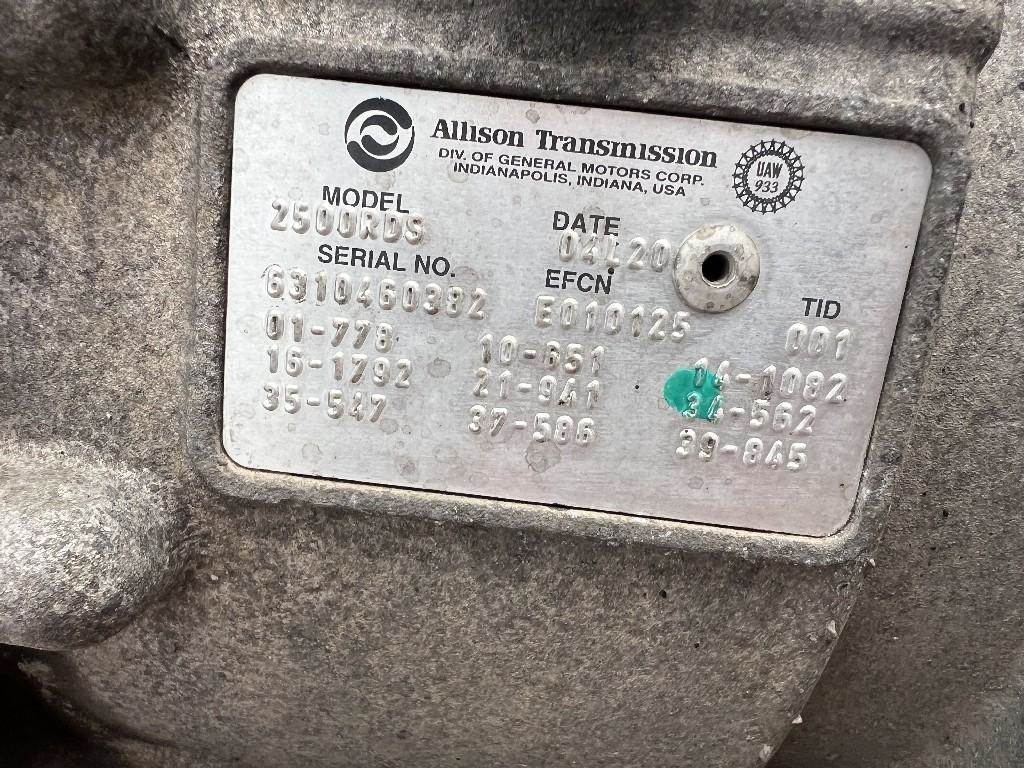 Allison Transmission
DIV. OF GENERAL MOTORS CORP.
INDIANAPOLIS, INDIANA, USA
UAW
933
MODEL DATE
2500RDS 04L20
SERIAL NO. EFCN TID
6310460382 E010125 001
01-778 10-651 14-1082
16-1792 21-9A1 34-562
35-547 37-586 39-8A5